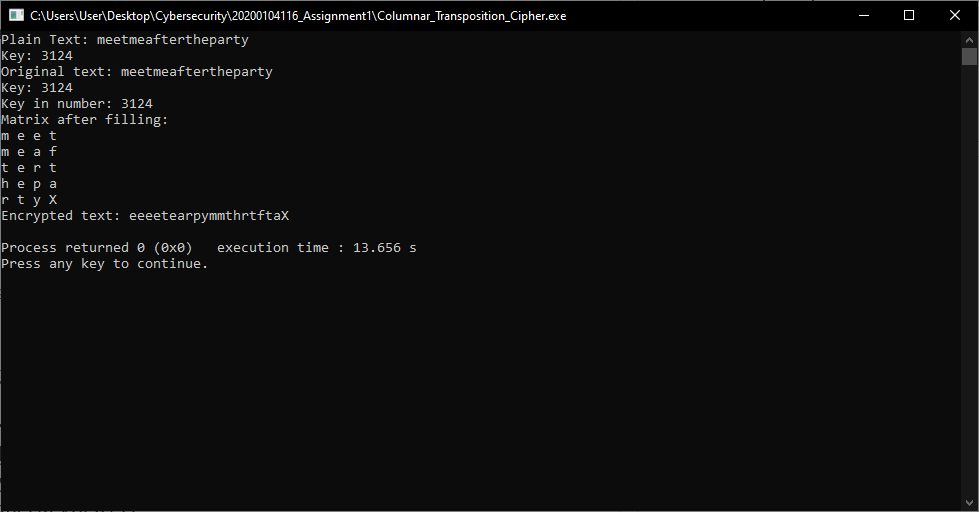 C:\Users\User\Desktop\Cybersecurity\20200104116_Assignment1\Columnar_Transposition_Cipher.exe
Plain Text: meetmeaftertheparty
Key: 3124
Original text: meetmeaftertheparty
Key: 3124
Key in number: 3124
Matrix after filling:
m e e t
m e a f
t e r t
h e p a
r t y X
Encrypted text: eeeetearpymmthrtftaX
Process returned 0 (0x0)   execution time : 13.656 s
Press any key to continue.